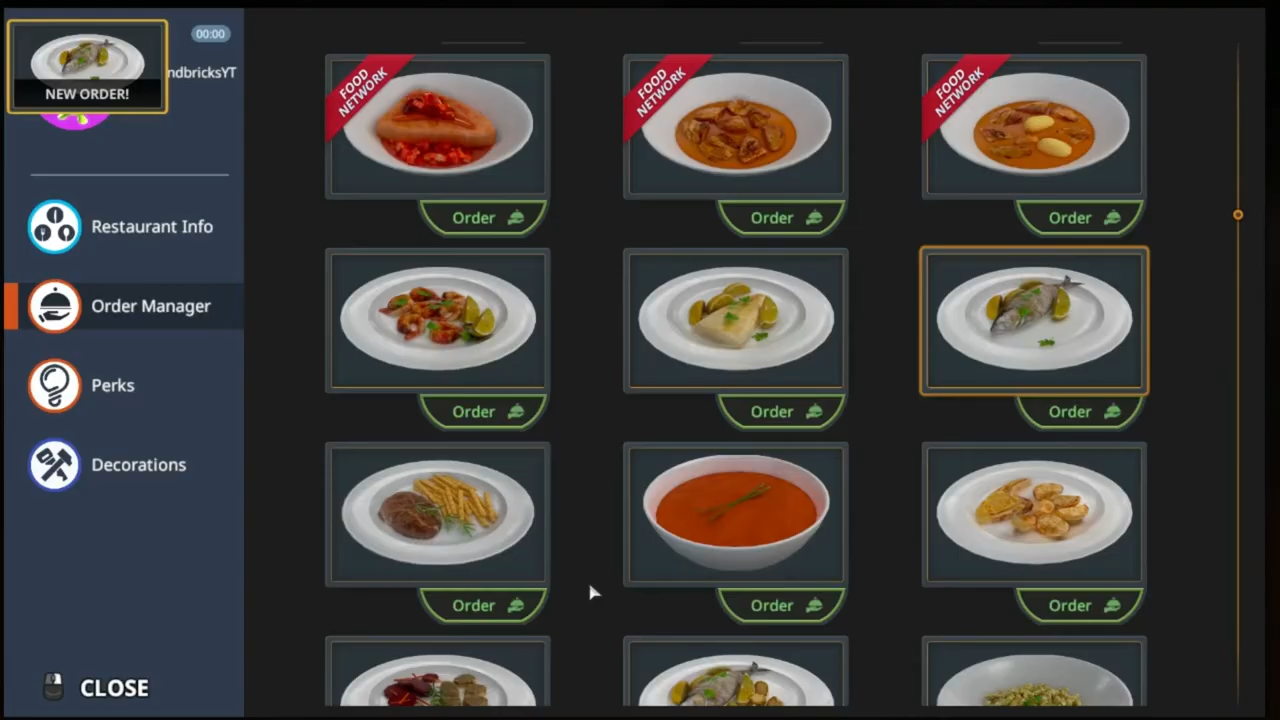 00:00
ndbricksYT
NEW ORDER!
Restaurant Info
Order Manager
Perks
Decorations
CLOSE
FOOD
NETWORK
FOOD
NETWORK
FOOD
NETWORK
Order
Order
Order
Order
Order
Order
Order
Order
Order